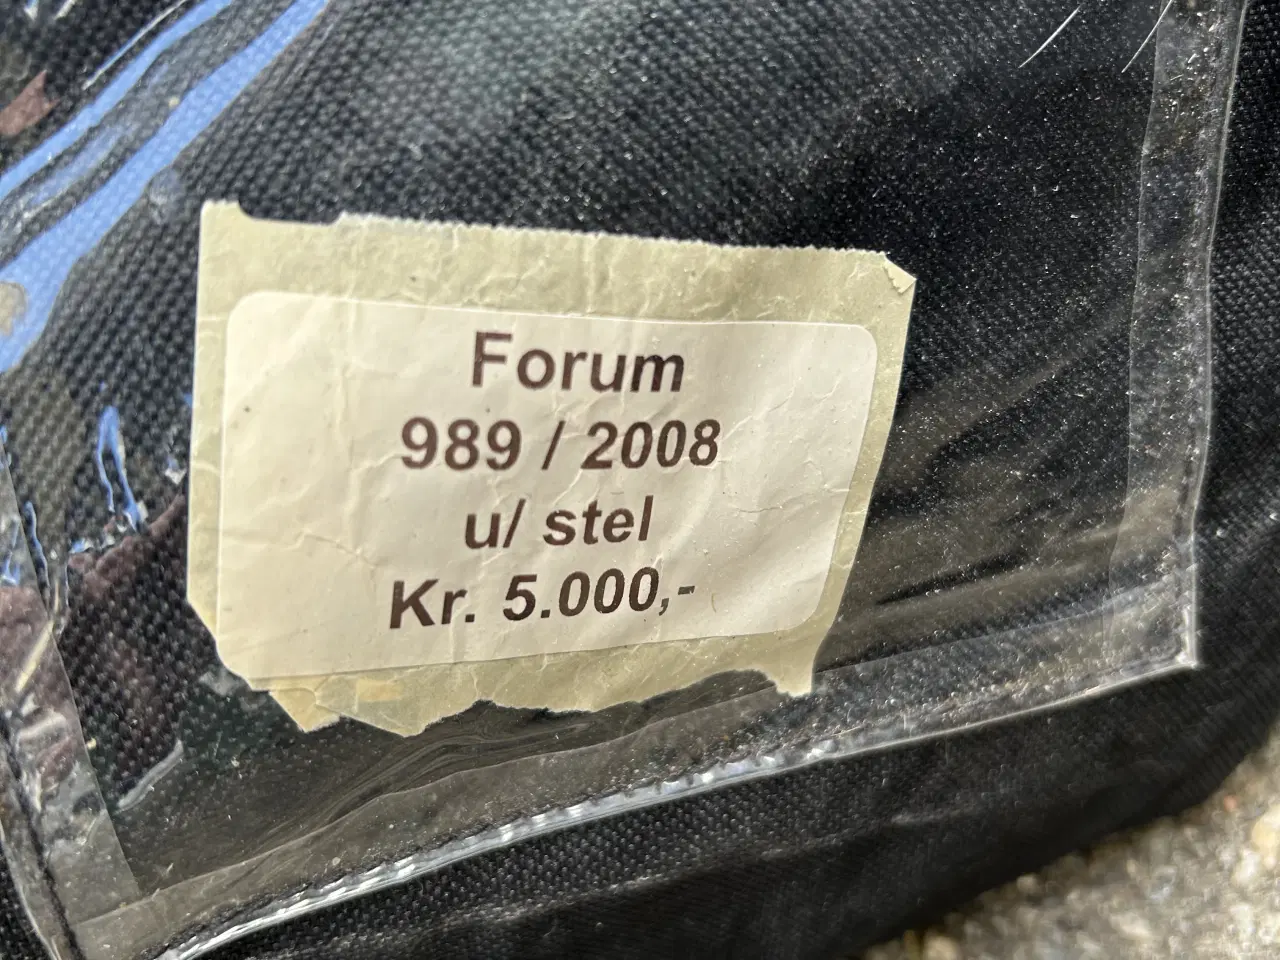 Forum
989 / 2008
u/ stel
Kr. 5.000,-